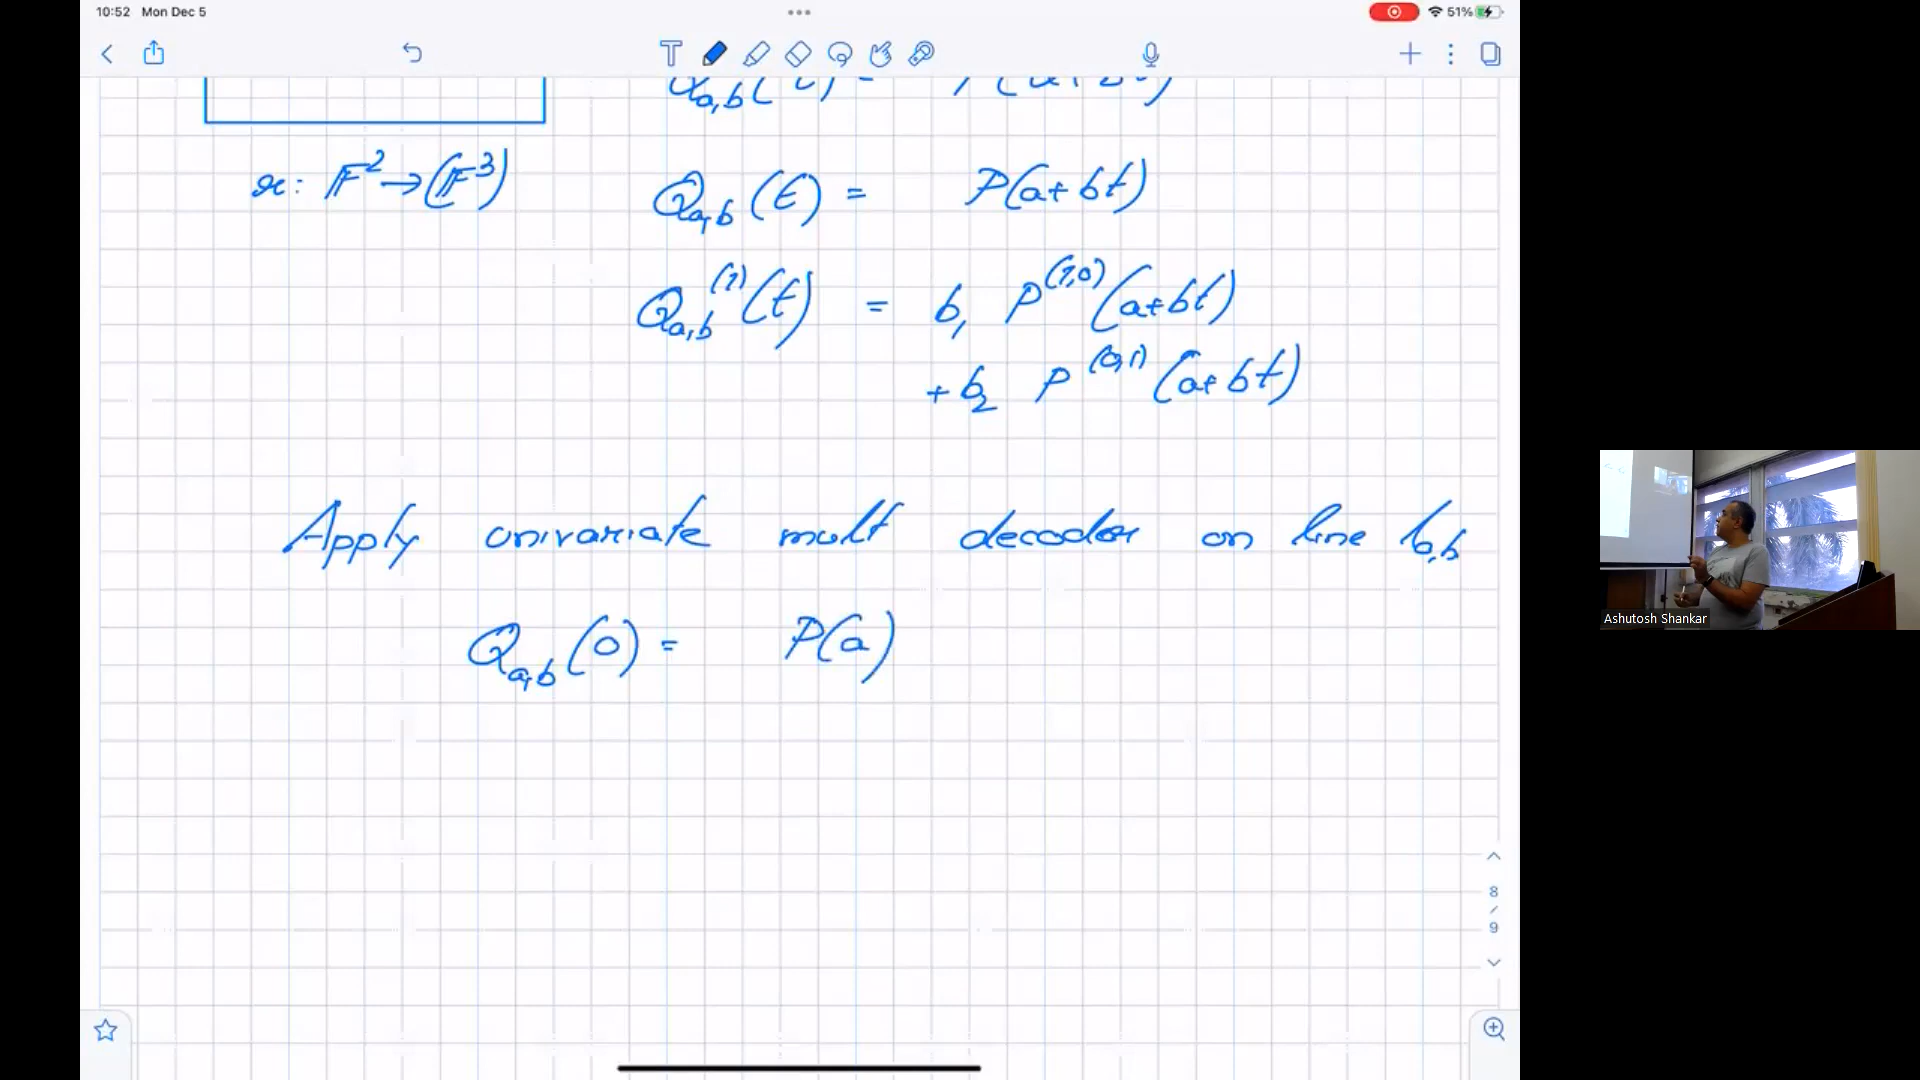 10:52 Mon Dec 5
51%
Q_{a,b}(t) =
r: F² → (F³)
Q_{a,b}(t) = P(a+bt)
Q_{a,b}^{(1)}(t) = b₁ P^{(1,0)}(a+bt)
+ b₂ P^{(0,1)}(a+bt)
Apply univariate mult decoder on line l_{a,b}
Q_{a,b}(0) = P(a)
8
/
9
Ashutosh Shankar